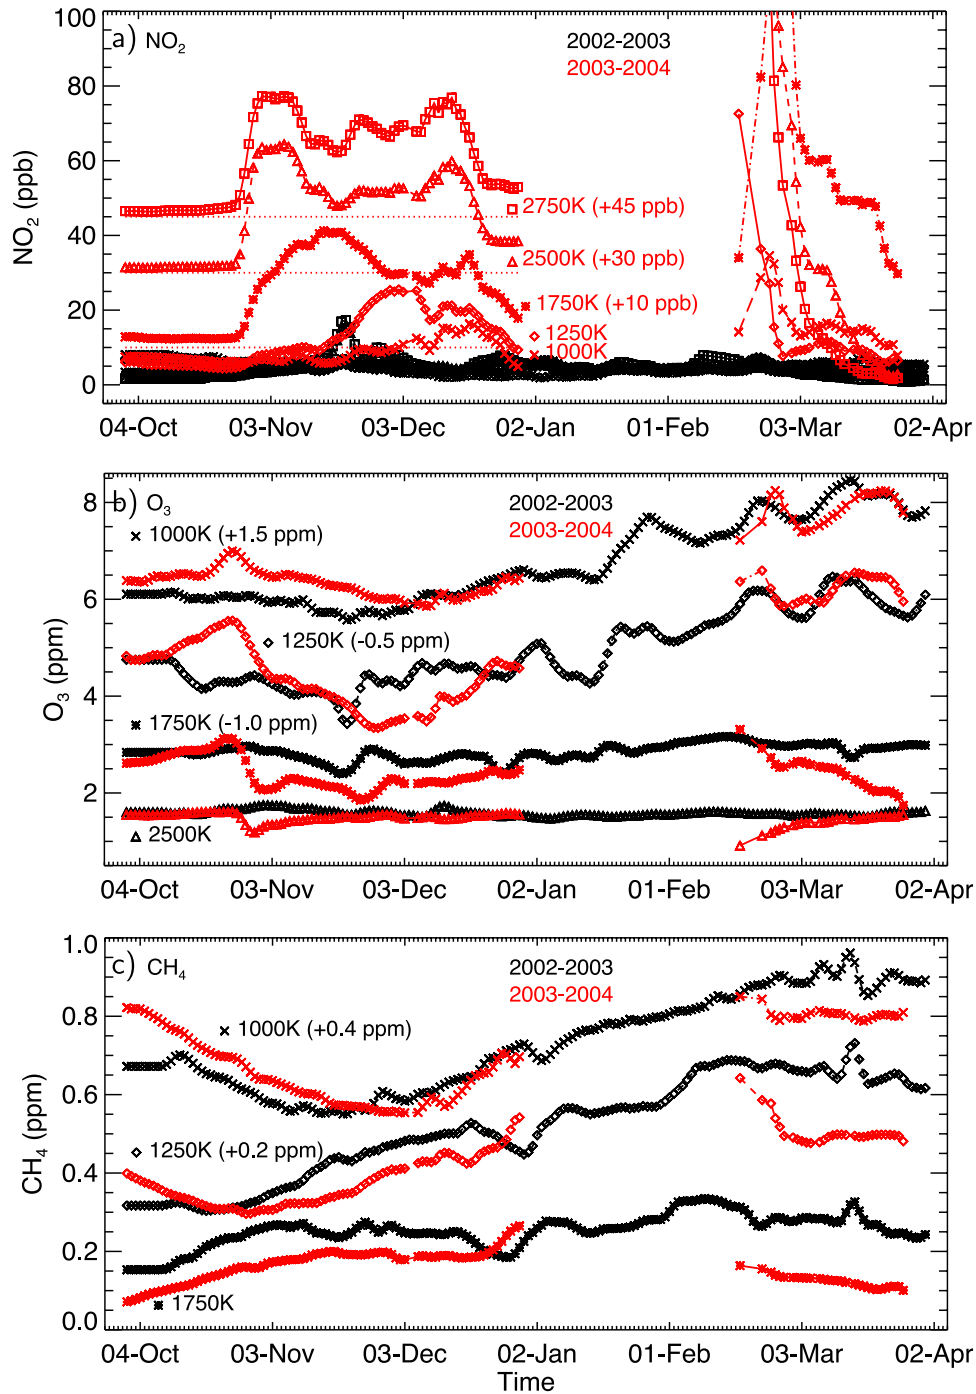 a) NO2
2002-2003
2003-2004
100
80
60
40
20
0
NO2 (ppb)
2750K (+45 ppb)
2500K (+30 ppb)
1750K (+10 ppb)
1250K
1000K
04-Oct 03-Nov 03-Dec 02-Jan 01-Feb 03-Mar 02-Apr
b) O3
2002-2003
2003-2004
8
6
4
2
O3 (ppm)
1000K (+1.5 ppm)
1250K (-0.5 ppm)
1750K (-1.0 ppm)
2500K
04-Oct 03-Nov 03-Dec 02-Jan 01-Feb 03-Mar 02-Apr
c) CH4
2002-2003
2003-2004
1.0
0.8
0.6
0.4
0.2
0.0
CH4 (ppm)
1000K (+0.4 ppm)
1250K (+0.2 ppm)
1750K
04-Oct 03-Nov 03-Dec 02-Jan 01-Feb 03-Mar 02-Apr
Time